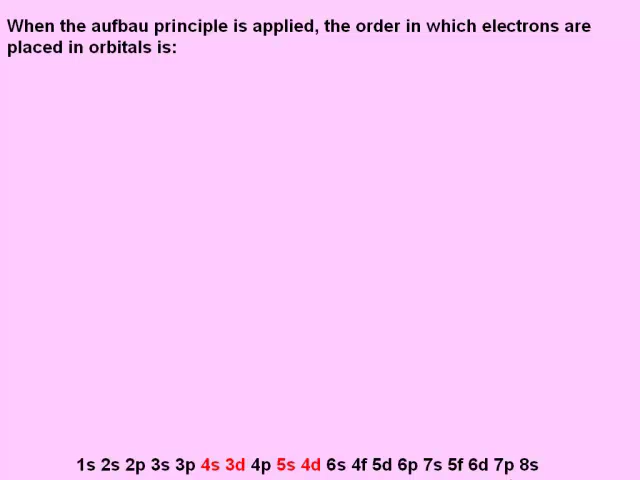 When the aufbau principle is applied, the order in which electrons are
placed in orbitals is:
1s 2s 2p 3s 3p 4s 3d 4p 5s 4d 6s 4f 5d 6p 7s 5f 6d 7p 8s